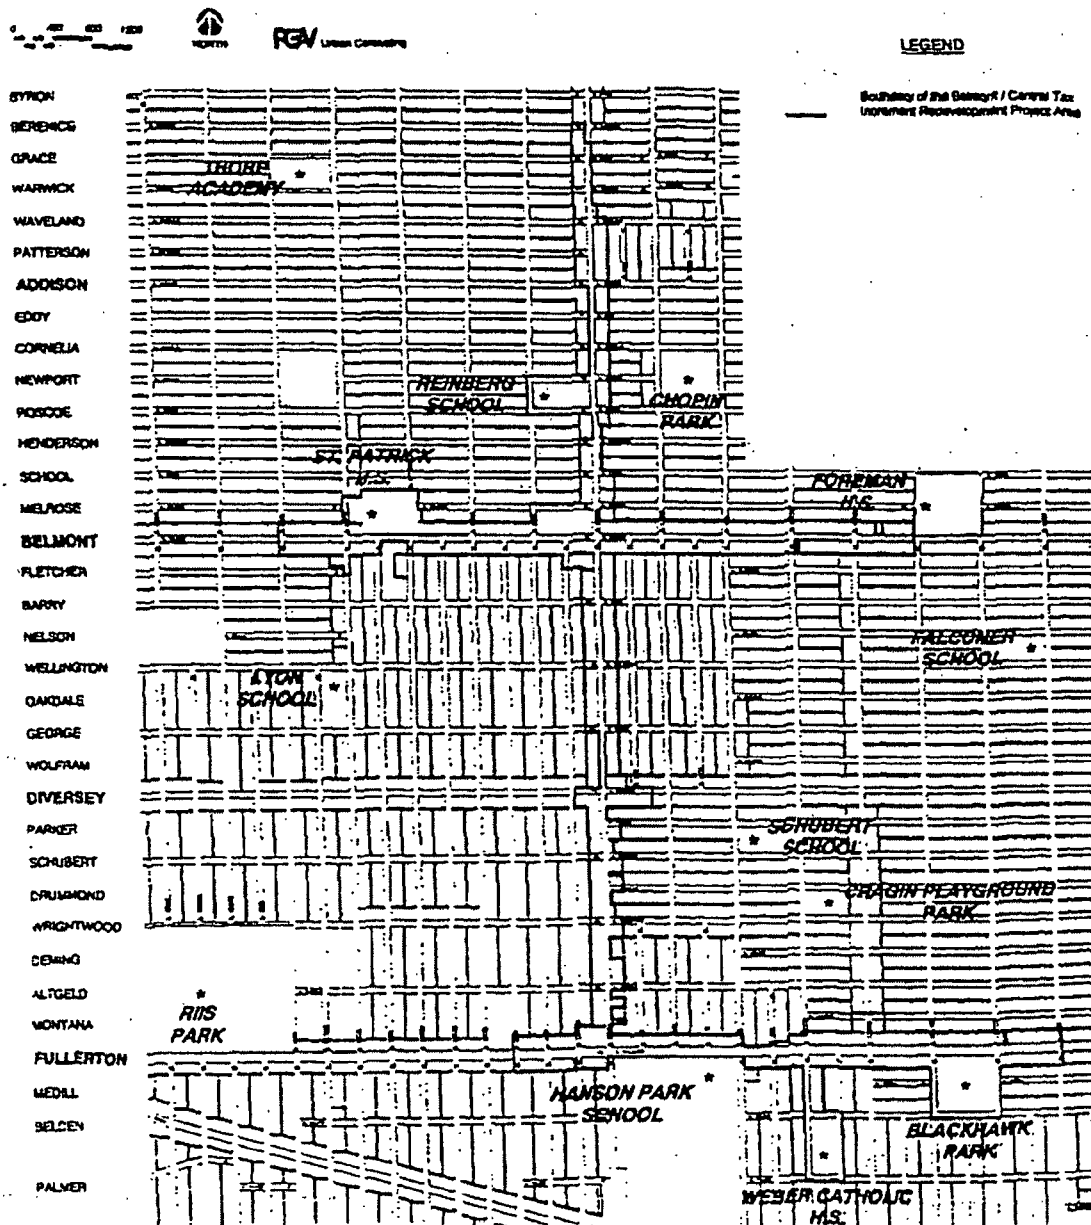 NORTH
PGAV Urban Consulting
LEGEND
Boundary of the Belmont / Central Tax
Increment Redevelopment Project Area
BYRON
BERENICE
GRACE
WARWICK
WAVELAND
PATTERSON
ADDISON
EDDY
CORNELIA
NEWPORT
ROSCOE
HENDERSON
SCHOOL
MELROSE
BELMONT
FLETCHER
BARRY
NELSON
WELLINGTON
OAKDALE
GEORGE
WOLFRAM
DIVERSEY
PARKER
SCHUBERT
DRUMMOND
WRIGHTWOOD
DEMING
ALTGELD
MONTANA
FULLERTON
MEDILL
BELDEN
PALMER
THORP
ACADEMY
REINBERG
SCHOOL
CHOPIN
PARK
ST. PATRICK
H.S.
FOREMAN
H.S.
FALCONER
SCHOOL
LYON
SCHOOL
SCHUBERT
SCHOOL
CRAGIN PLAYGROUND
PARK
RIIS
PARK
HANSON PARK
SCHOOL
BLACKHAWK
PARK
WEBER CATHOLIC
H.S.